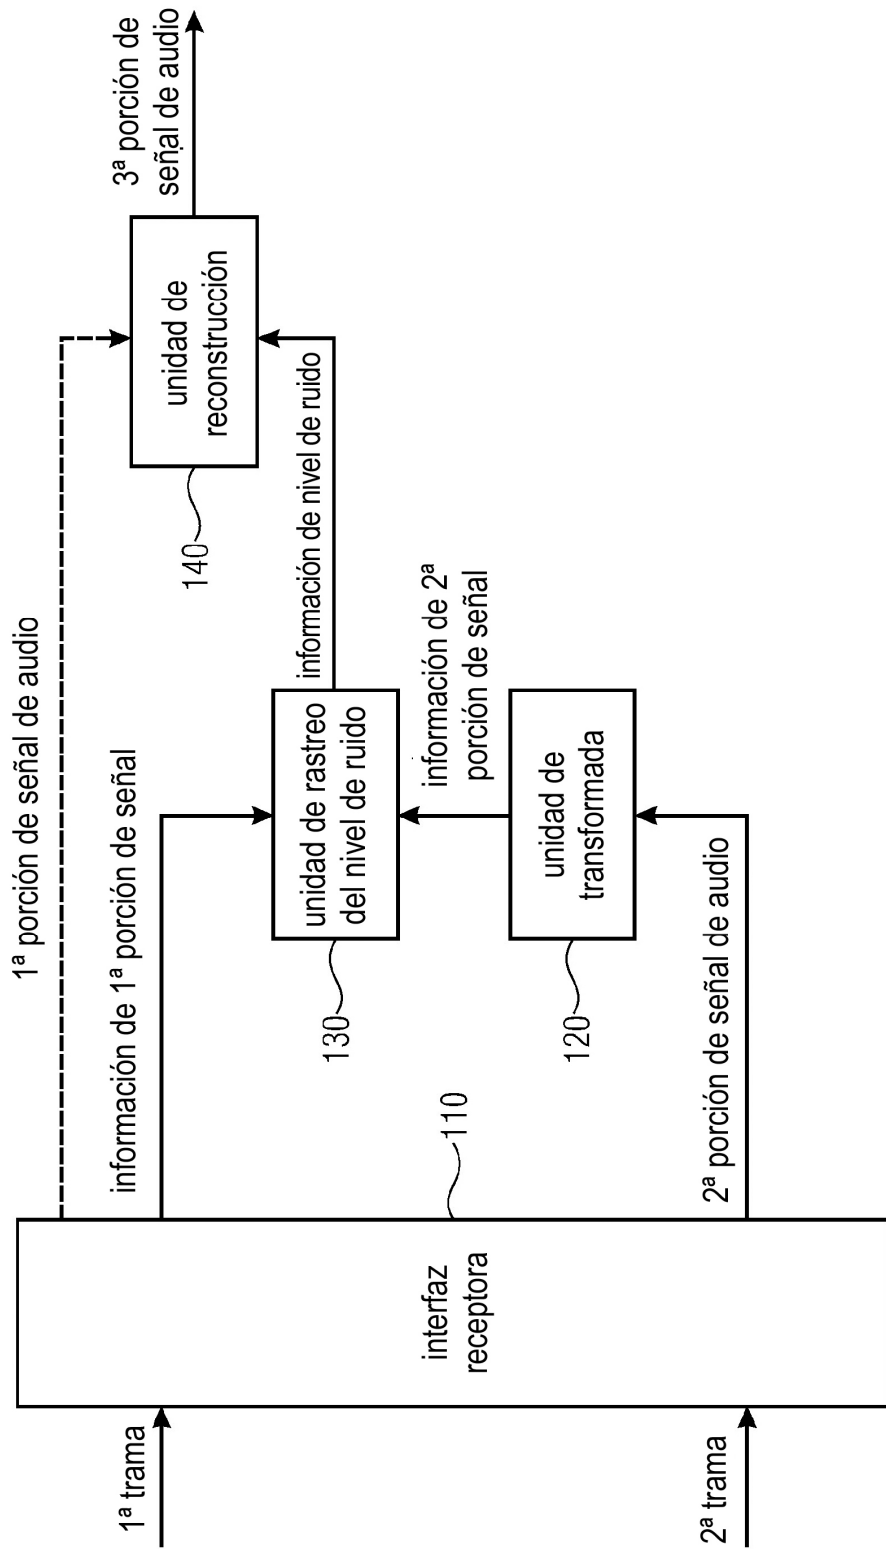 1ª trama
2ª trama
interfaz
receptora
110
1ª porción de señal de audio
información de 1ª porción de señal
2ª porción de señal de audio
130
unidad de rastreo
del nivel de ruido
120
unidad de
transformada
información de 2ª
porción de señal
información de nivel de ruido
140
unidad de
reconstrucción
3ª porción de
señal de audio